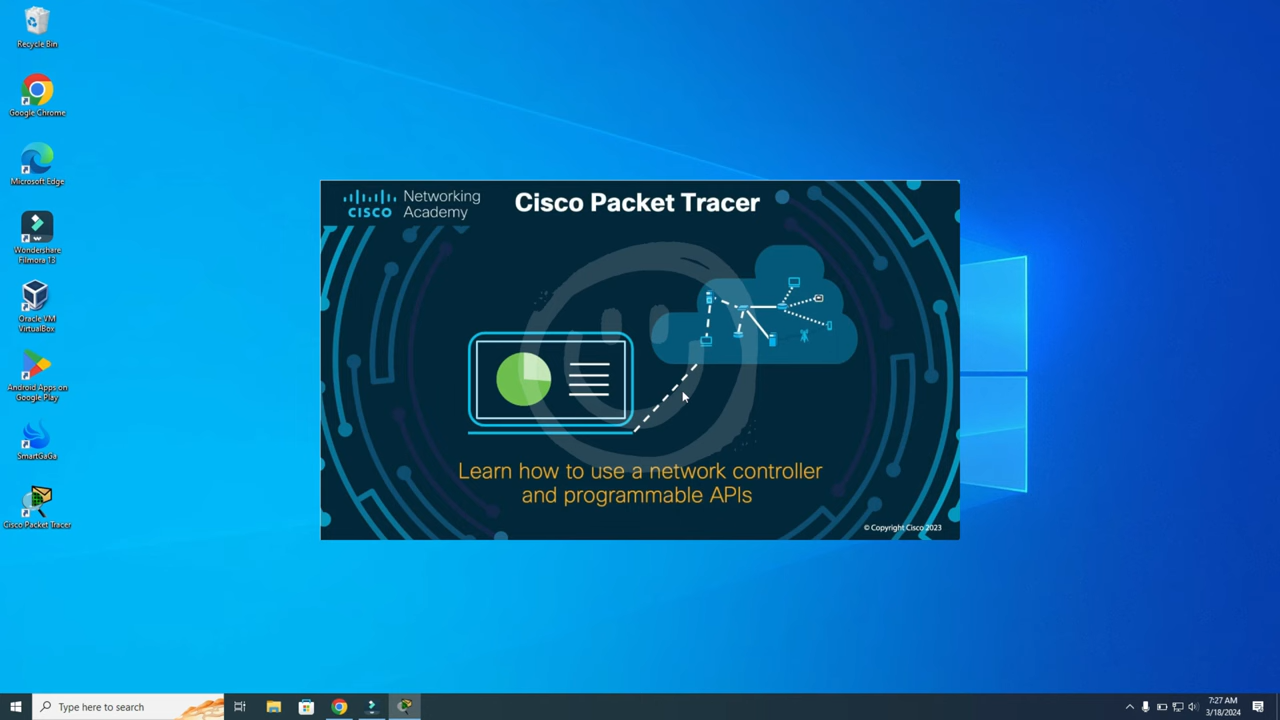 Recycle Bin
Google Chrome
Microsoft Edge
Wondershare
Filmora 13
Oracle VM
VirtualBox
Android Apps on
Google Play
SmartGaGa
Cisco Packet Tracer
CISCO
Networking
Academy
Cisco Packet Tracer
Learn how to use a network controller
and programmable APIs
© Copyright Cisco 2023
Type here to search
7:27 AM
3/18/2024